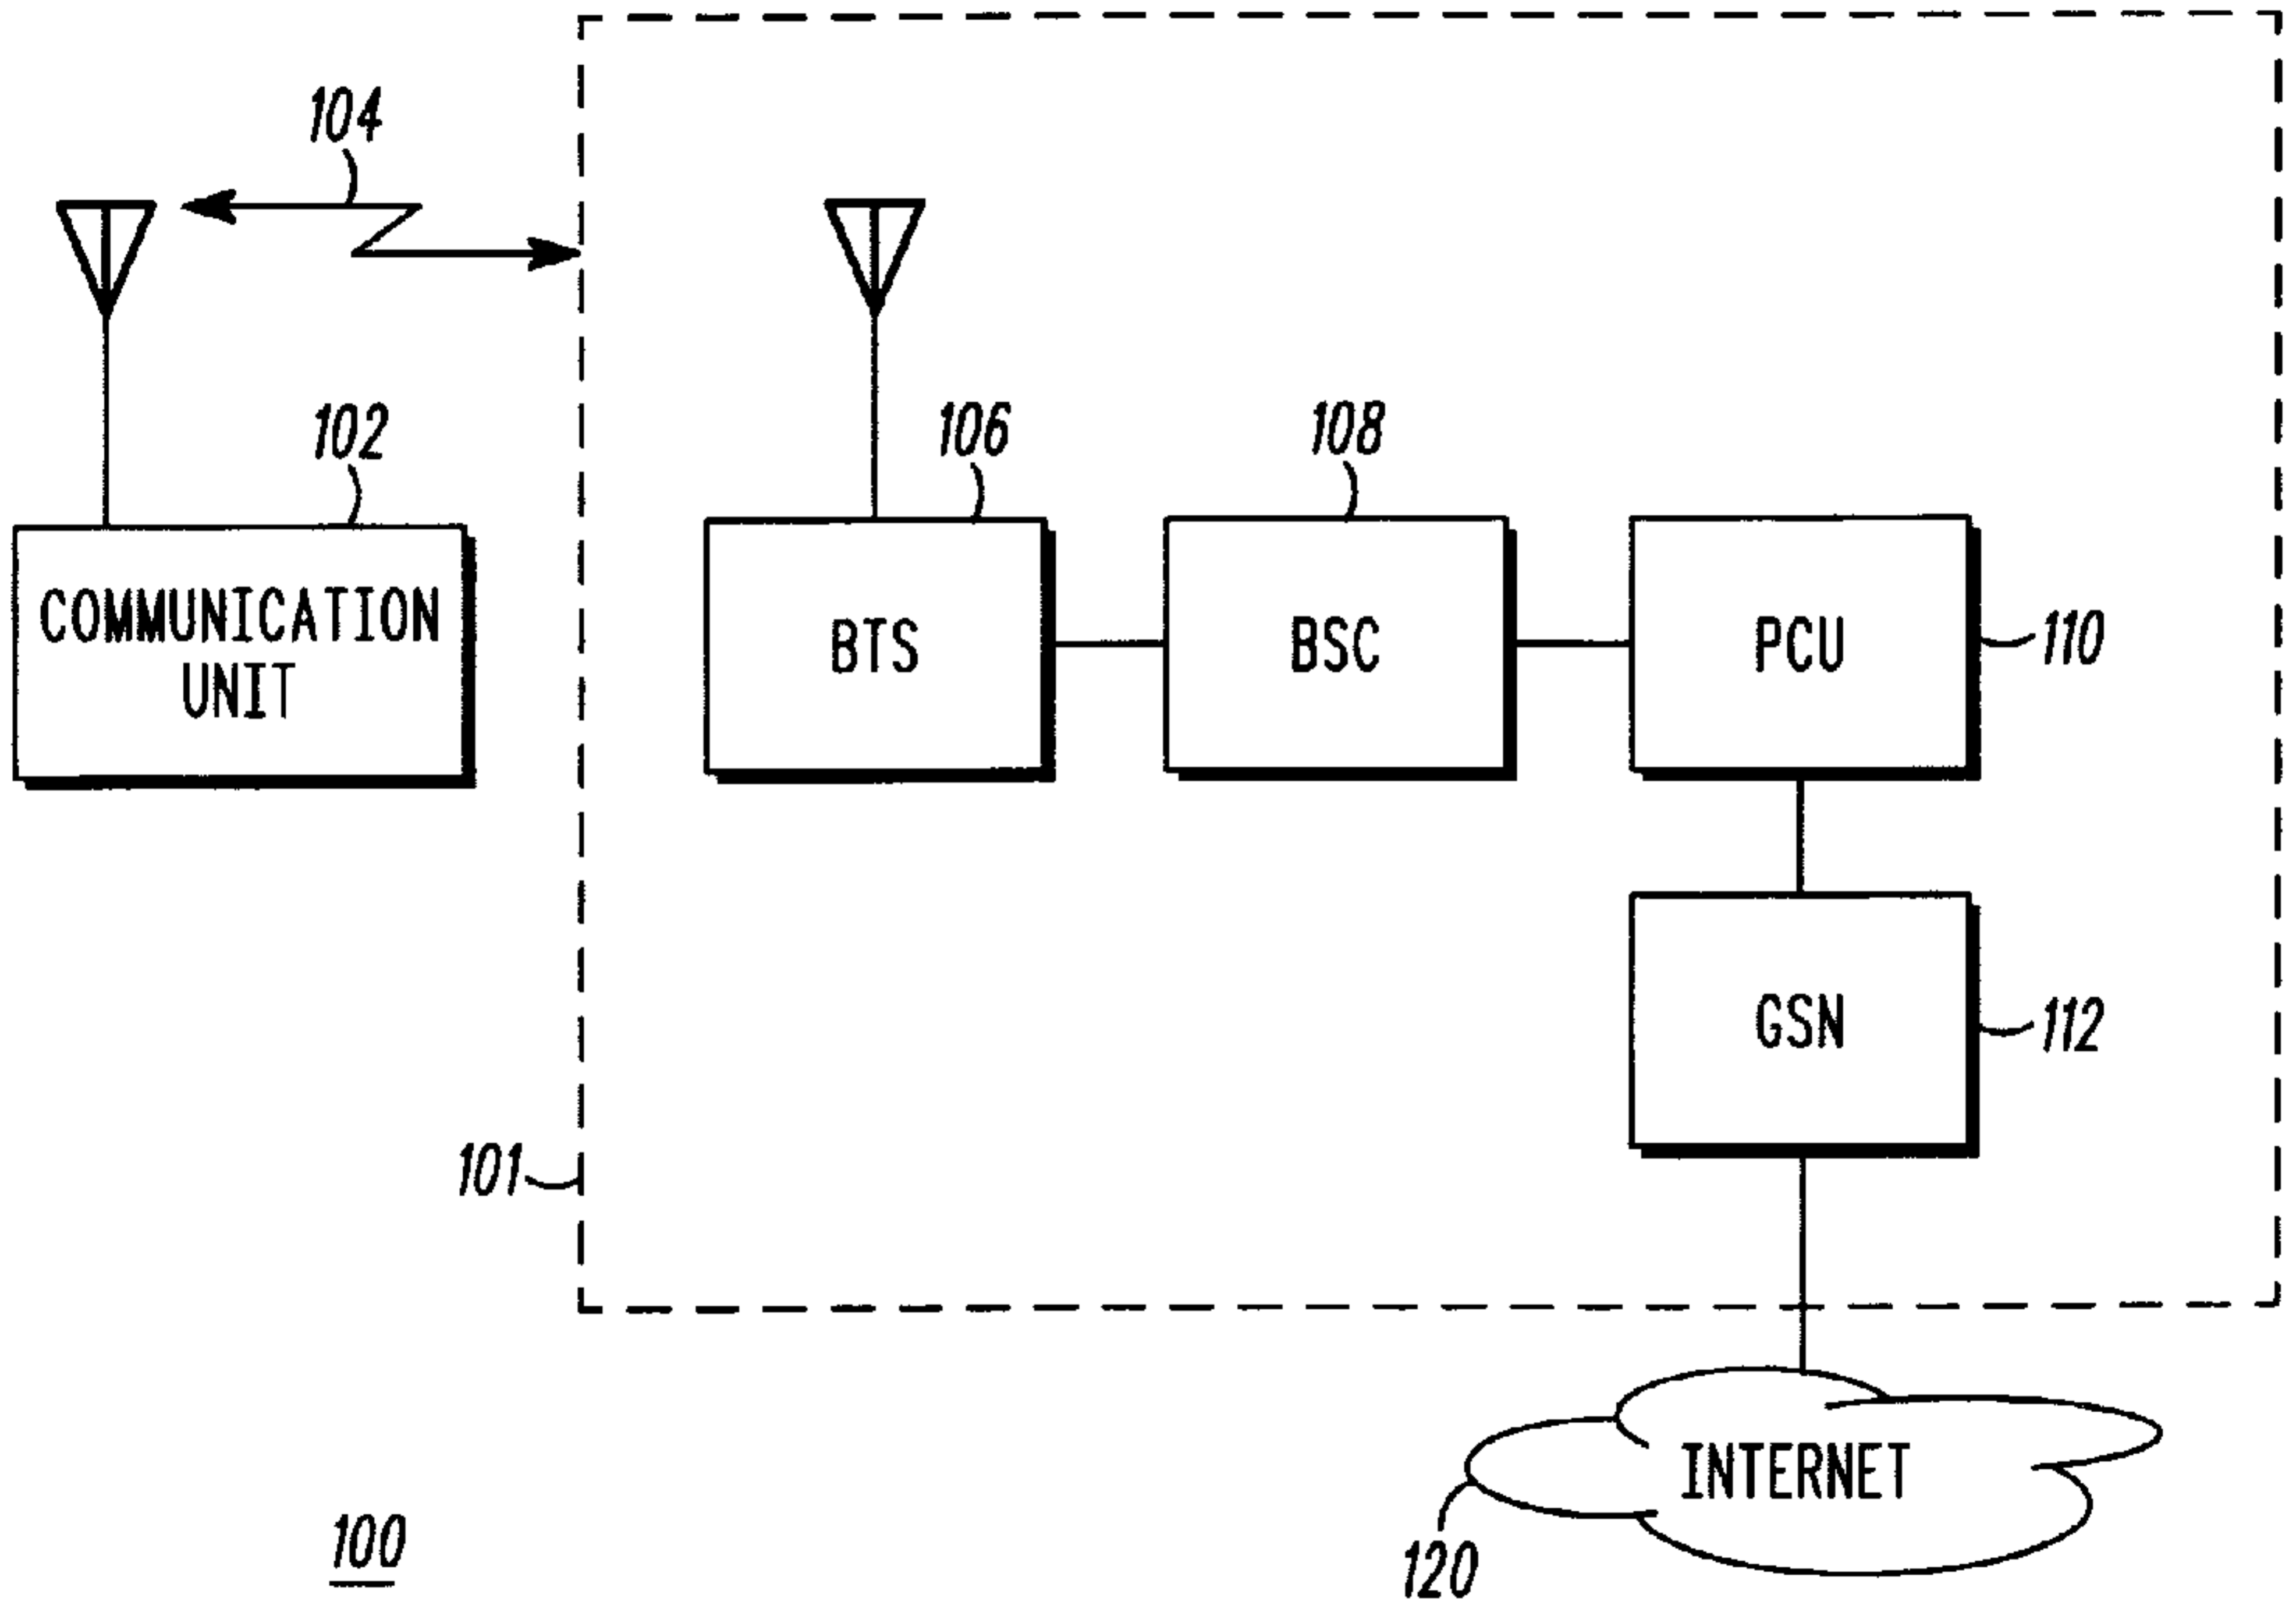 104
102
106
108
COMMUNICATION
UNIT
BTS
BSC
PCU
110
GSN
112
101
INTERNET
120
100